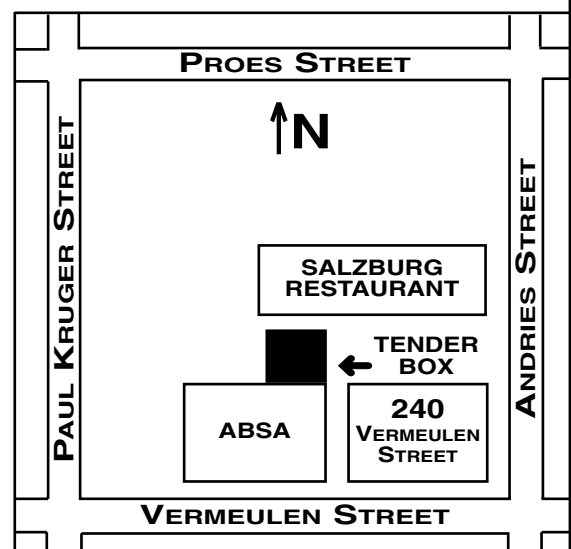 PROES STREET
N
PAUL KRUGER STREET
ANDRIES STREET
SALZBURG
RESTAURANT
TENDER
BOX
ABSA
240
VERMEULEN
STREET
VERMEULEN STREET